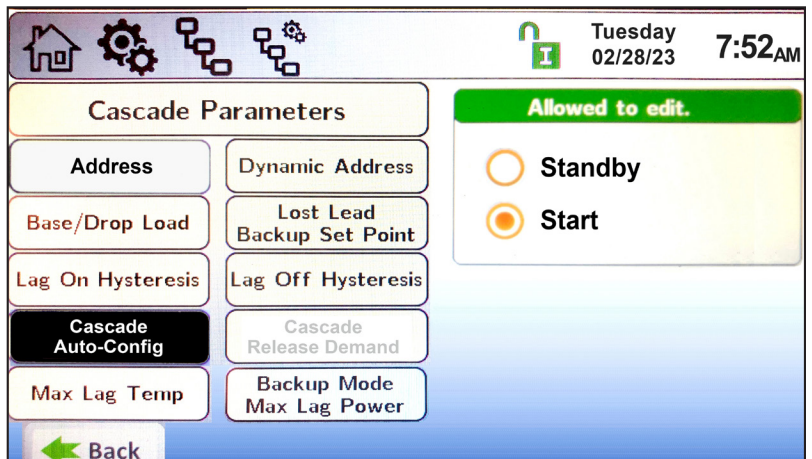 Tuesday
02/28/23
7:52AM
Cascade Parameters
Allowed to edit.
Address
Dynamic Address
Standby
Base/Drop Load
Lost Lead
Backup Set Point
Start
Lag On Hysteresis
Lag Off Hysteresis
Cascade
Auto-Config
Cascade
Release Demand
Max Lag Temp
Backup Mode
Max Lag Power
Back